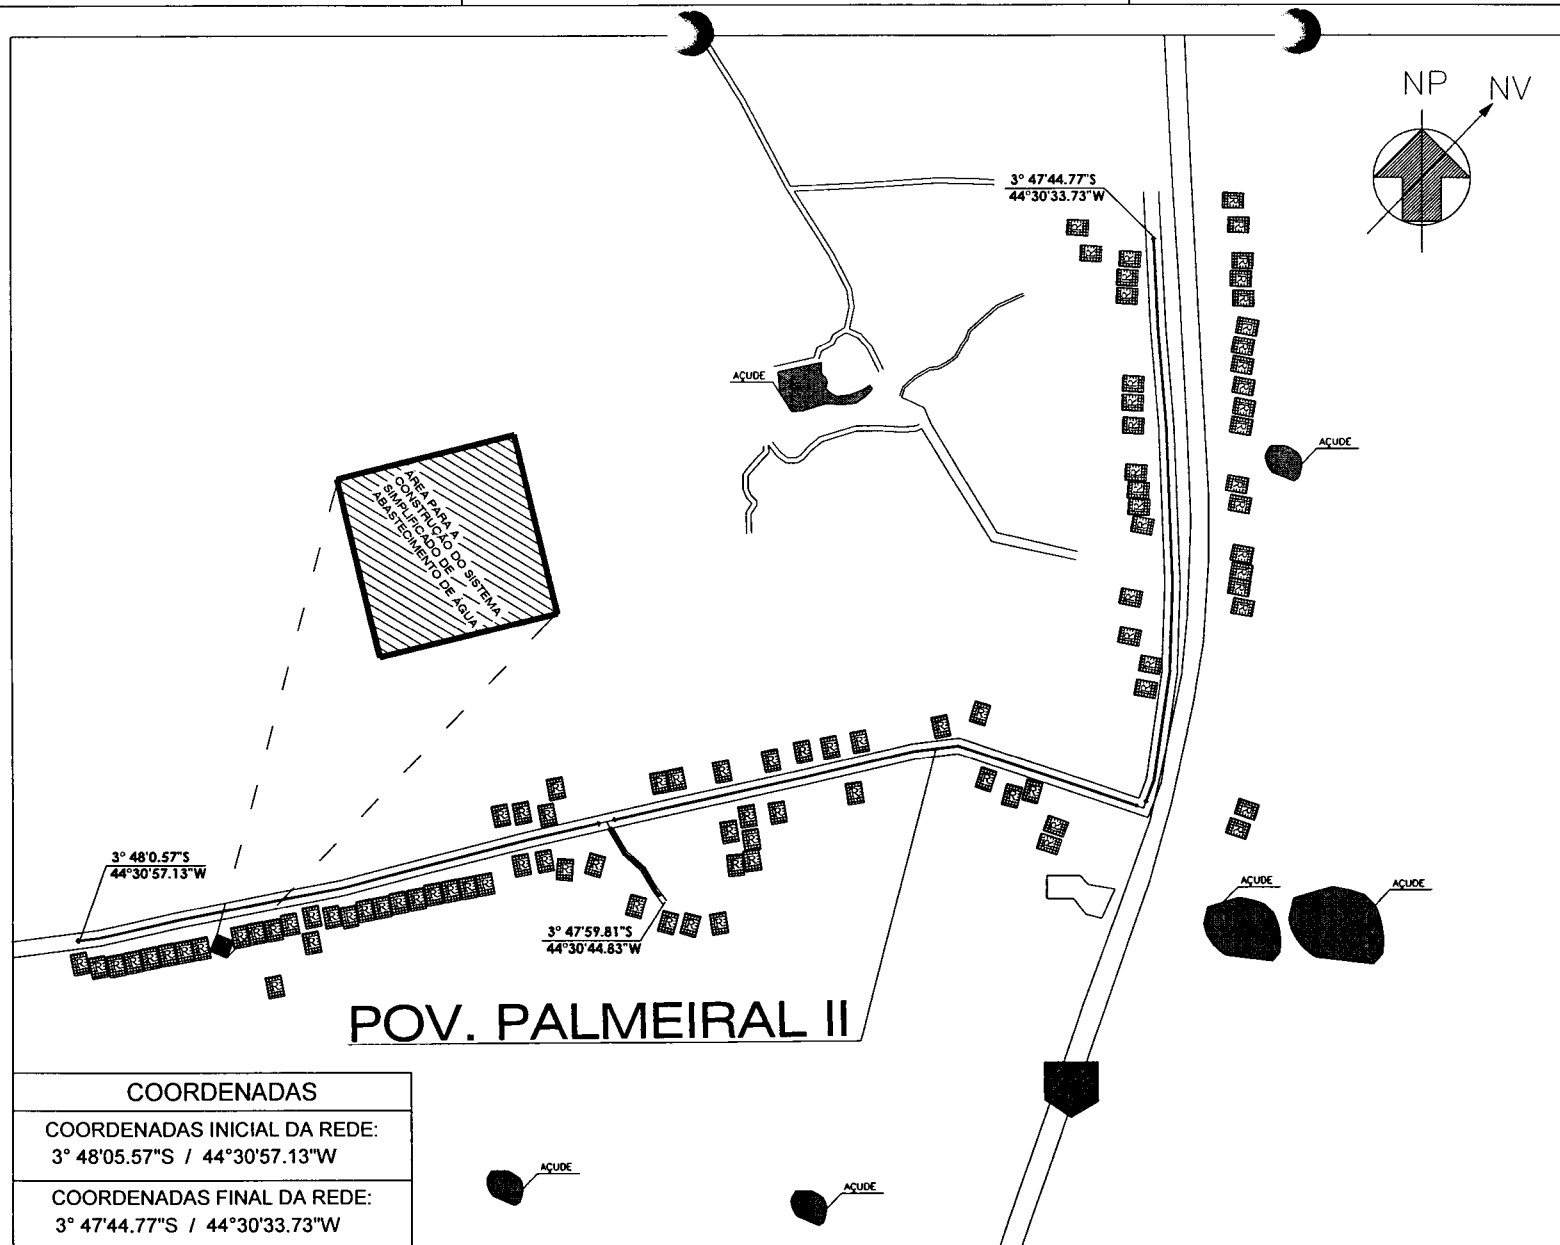 NP
NV
3° 47'44.77"S
44°30'33.73"W
AÇUDE
AÇUDE
ÁREA PARA A
CONSTRUÇÃO DO SISTEMA
SIMPLIFICADO DE
ABASTECIMENTO DE ÁGUA
3° 48'0.57"S
44°30'57.13"W
3° 47'59.81"S
44°30'44.83"W
AÇUDE
AÇUDE
POV. PALMEIRAL II
COORDENADAS
COORDENADAS INICIAL DA REDE:
3° 48'05.57"S / 44°30'57.13"W
COORDENADAS FINAL DA REDE:
3° 47'44.77"S / 44°30'33.73"W
AÇUDE
AÇUDE